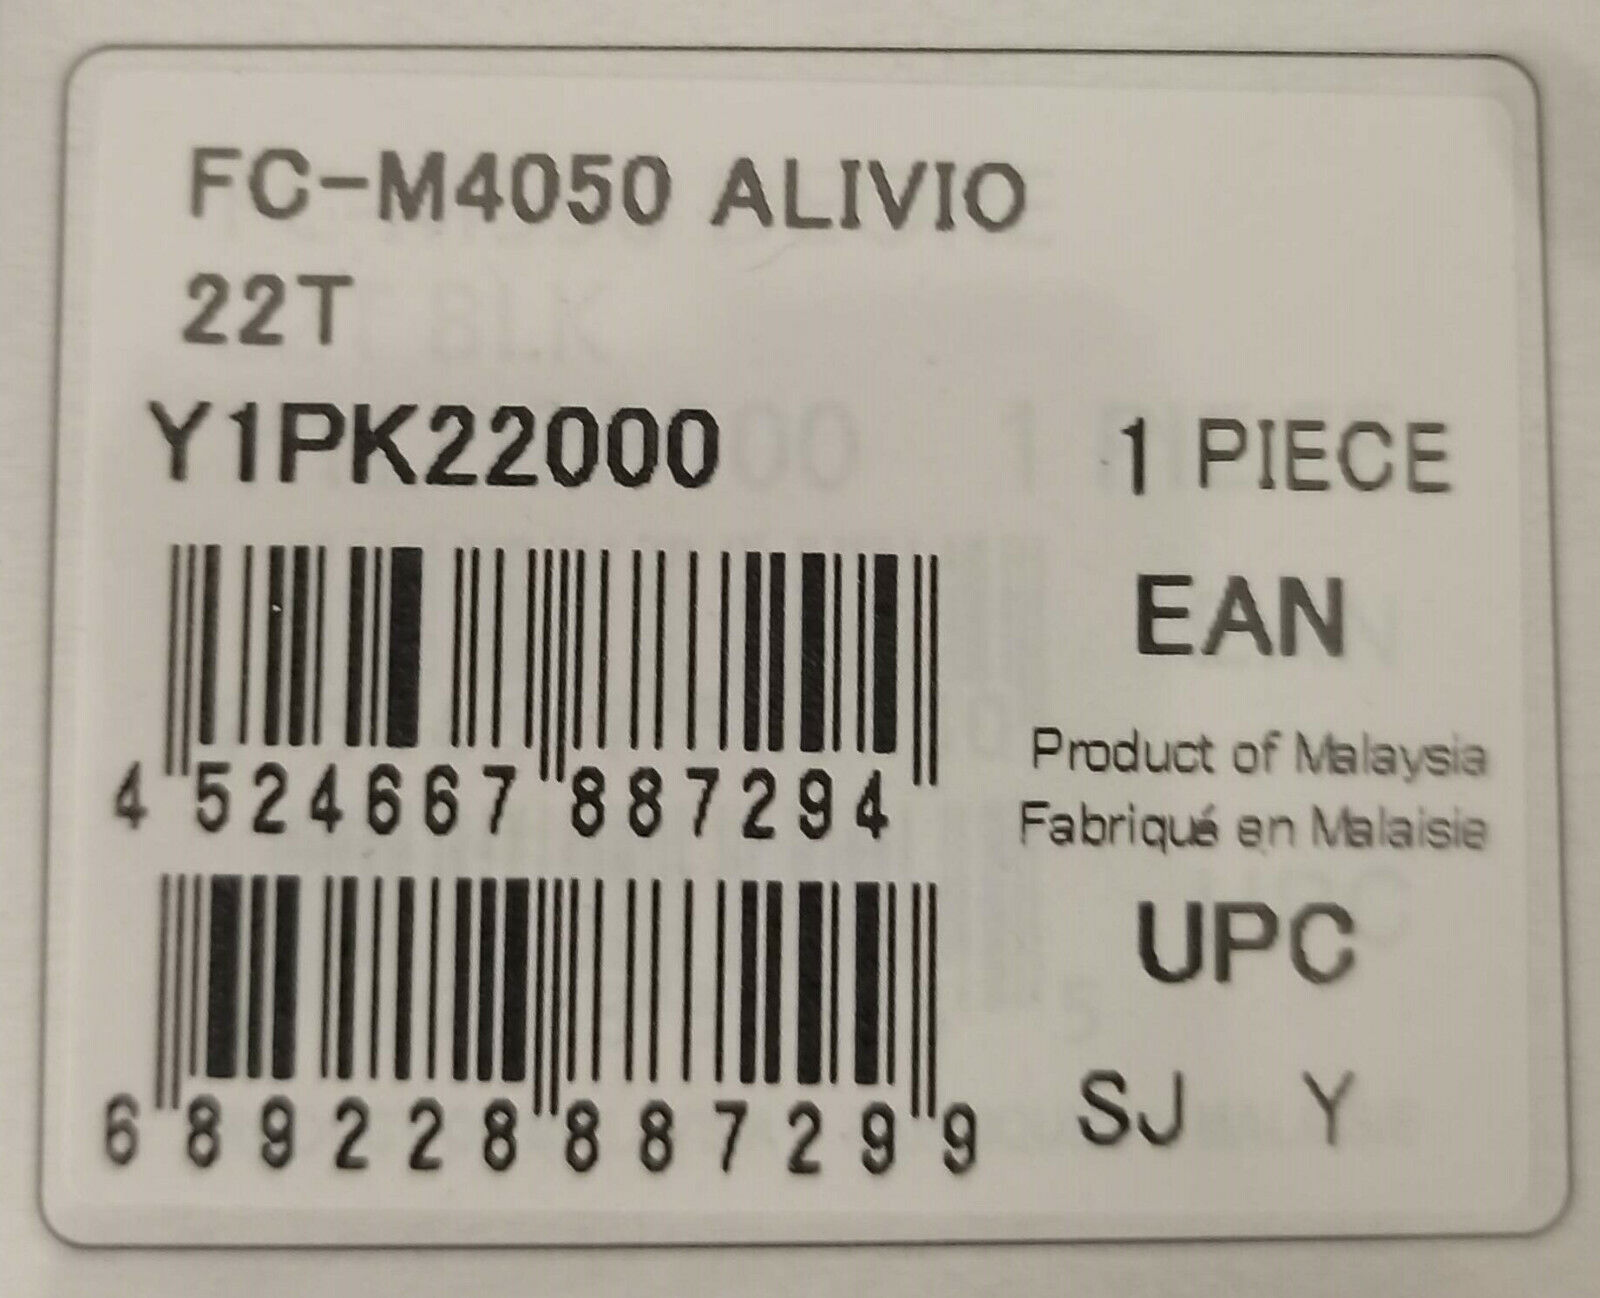 FC-M4050 ALIVIO
22T
Y1PK22000
1 PIECE
EAN
4 524667 887294
Product of Malaysia
Fabriqué en Malaisie
UPC
6 89228 88729 9
SJ Y